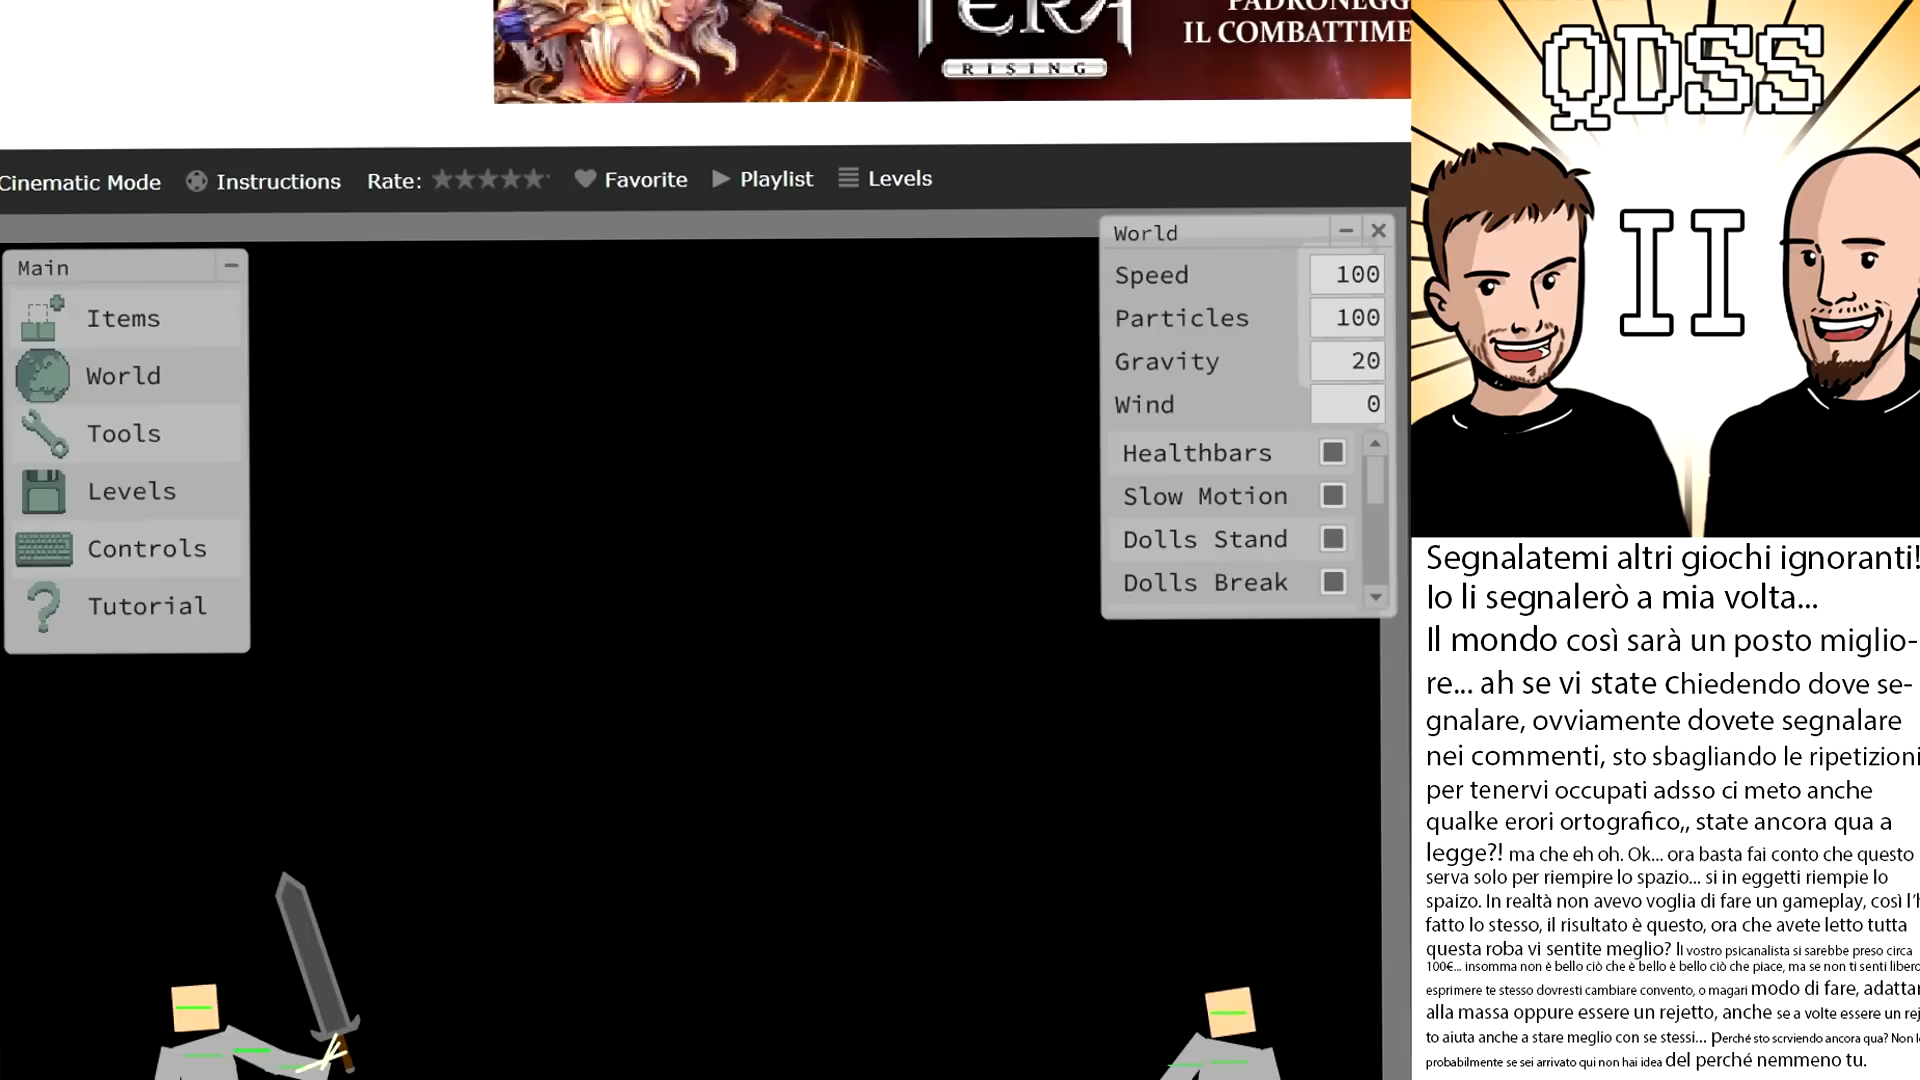 TERA
RISING
PADRONEGG
IL COMBATTIME
QDSS
II
Cinematic Mode Instructions Rate: Favorite Playlist Levels
Main
Items
World
Tools
Levels
Controls
Tutorial
World
Speed 100
Particles 100
Gravity 20
Wind 0
Healthbars
Slow Motion
Dolls Stand
Dolls Break
Segnalatemi altri giochi ignoranti!
Io li segnalerò a mia volta...
Il mondo così sarà un posto miglio-
re... ah se vi state chiedendo dove se-
gnalare, ovviamente dovete segnalare
nei commenti, sto sbagliando le ripetizioni
per tenervi occupati adsso ci meto anche
qualke erori ortografico,, state ancora qua a
legge?! ma che eh oh. Ok... ora basta fai conto che questo
serva solo per riempire lo spazio... si in eggetti riempie lo
spaizo. In realtà non avevo voglia di fare un gameplay, così l'h
fatto lo stesso, il risultato è questo, ora che avete letto tutta
questa roba vi sentite meglio? Il vostro psicanalista si sarebbe preso circa
100€... insomma non è bello ciò che è bello è bello ciò che piace, ma se non ti senti libero
esprimere te stesso dovresti cambiare convento, o magari modo di fare, adattar
alla massa oppure essere un rejetto, anche se a volte essere un rej
to aiuta anche a stare meglio con se stessi... perché sto scrviendo ancora qua? Non l
probabilmente se sei arrivato qui non hai idea del perché nemmeno tu.